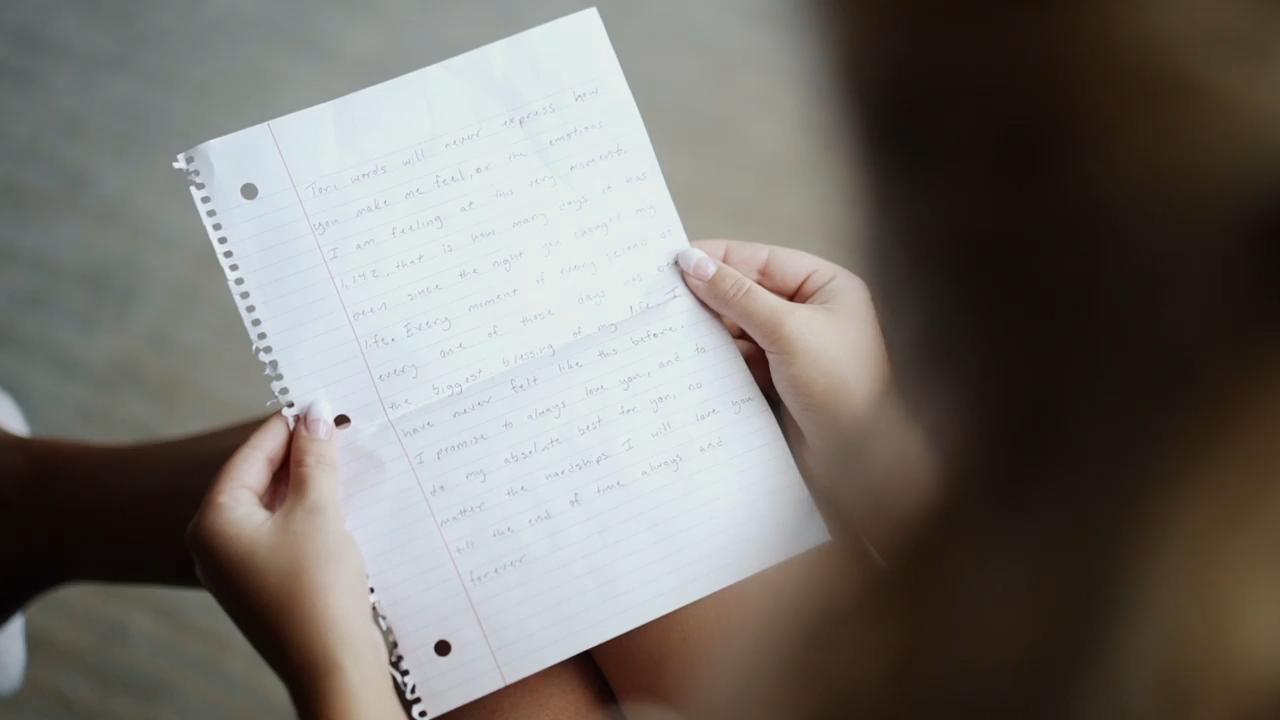 Tori words will never express how
you make me feel, or the emotions
I am feeling at this very moment.
1,142. that is how many days it has
been since the night you changed my
life. Every moment of every second of
every one of those days was one
the biggest blessing of my life. I
have never felt like this before.
I promise to always love you, and to
do my absolute best for you, no
matter the hardships I will love you
till the end of time always and
forever